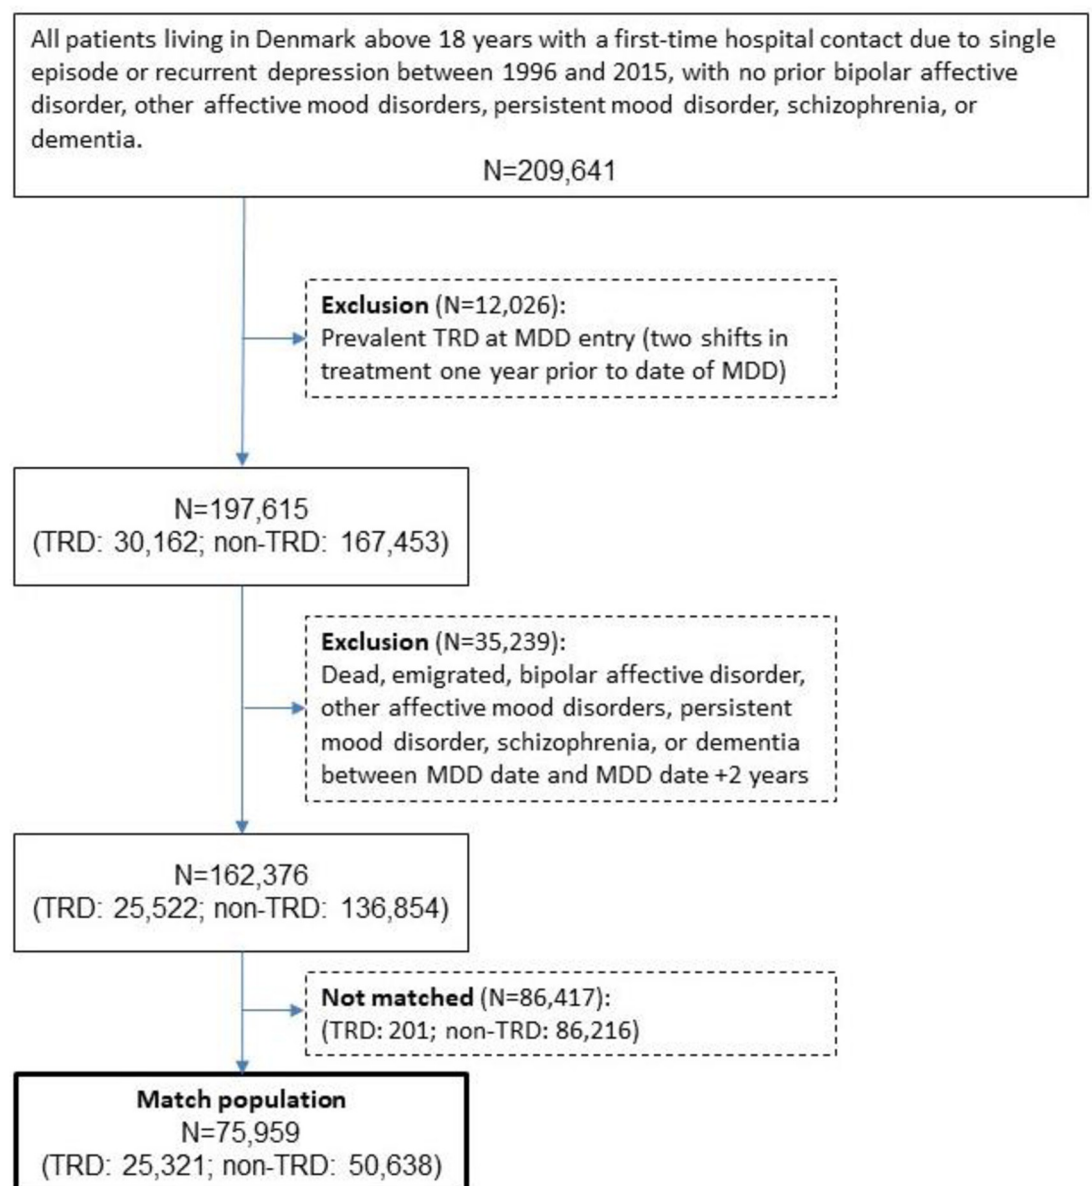 All patients living in Denmark above 18 years with a first-time hospital contact due to single
episode or recurrent depression between 1996 and 2015, with no prior bipolar affective
disorder, other affective mood disorders, persistent mood disorder, schizophrenia, or
dementia.
N=209,641
Exclusion (N=12,026):
Prevalent TRD at MDD entry (two shifts in
treatment one year prior to date of MDD)
N=197,615
(TRD: 30,162; non-TRD: 167,453)
Exclusion (N=35,239):
Dead, emigrated, bipolar affective disorder,
other affective mood disorders, persistent
mood disorder, schizophrenia, or dementia
between MDD date and MDD date +2 years
N=162,376
(TRD: 25,522; non-TRD: 136,854)
Not matched (N=86,417):
(TRD: 201; non-TRD: 86,216)
Match population
N=75,959
(TRD: 25,321; non-TRD: 50,638)